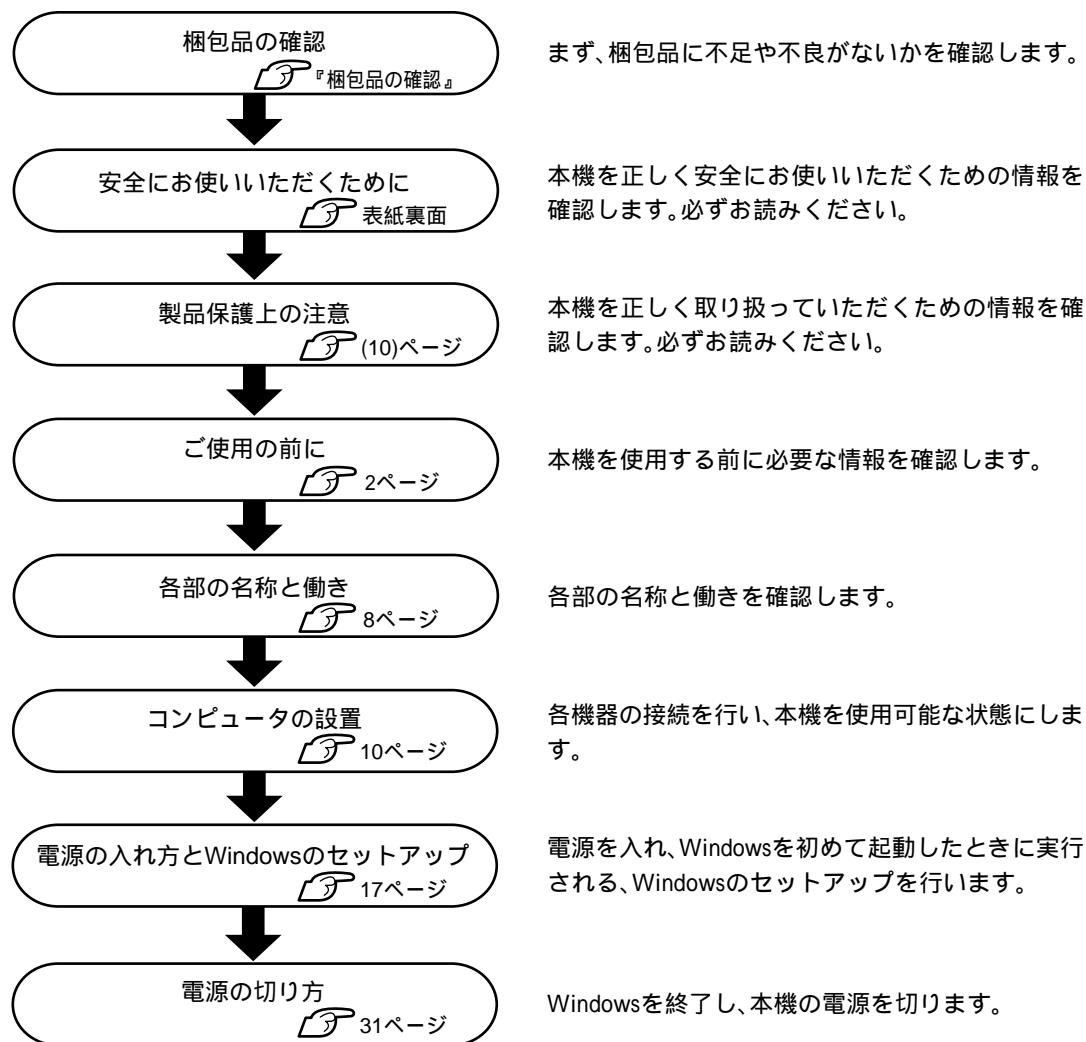 梱包品の確認
『梱包品の確認』
まず、梱包品に不足や不良がないかを確認します。
安全にお使いいただくために
表紙裏面
本機を正しく安全にお使いいただくための情報を
確認します。必ずお読みください。
製品保護上の注意
(10)ページ
本機を正しく取り扱っていただくための情報を確
認します。必ずお読みください。
ご使用の前に
2ページ
本機を使用する前に必要な情報を確認します。
各部の名称と働き
8ページ
各部の名称と働きを確認します。
コンピュータの設置
10ページ
各機器の接続を行い、本機を使用可能な状態にしま
す。
電源の入れ方とWindowsのセットアップ
17ページ
電源を入れ、Windowsを初めて起動したときに実行
される、Windowsのセットアップを行います。
電源の切り方
31ページ
Windowsを終了し、本機の電源を切ります。